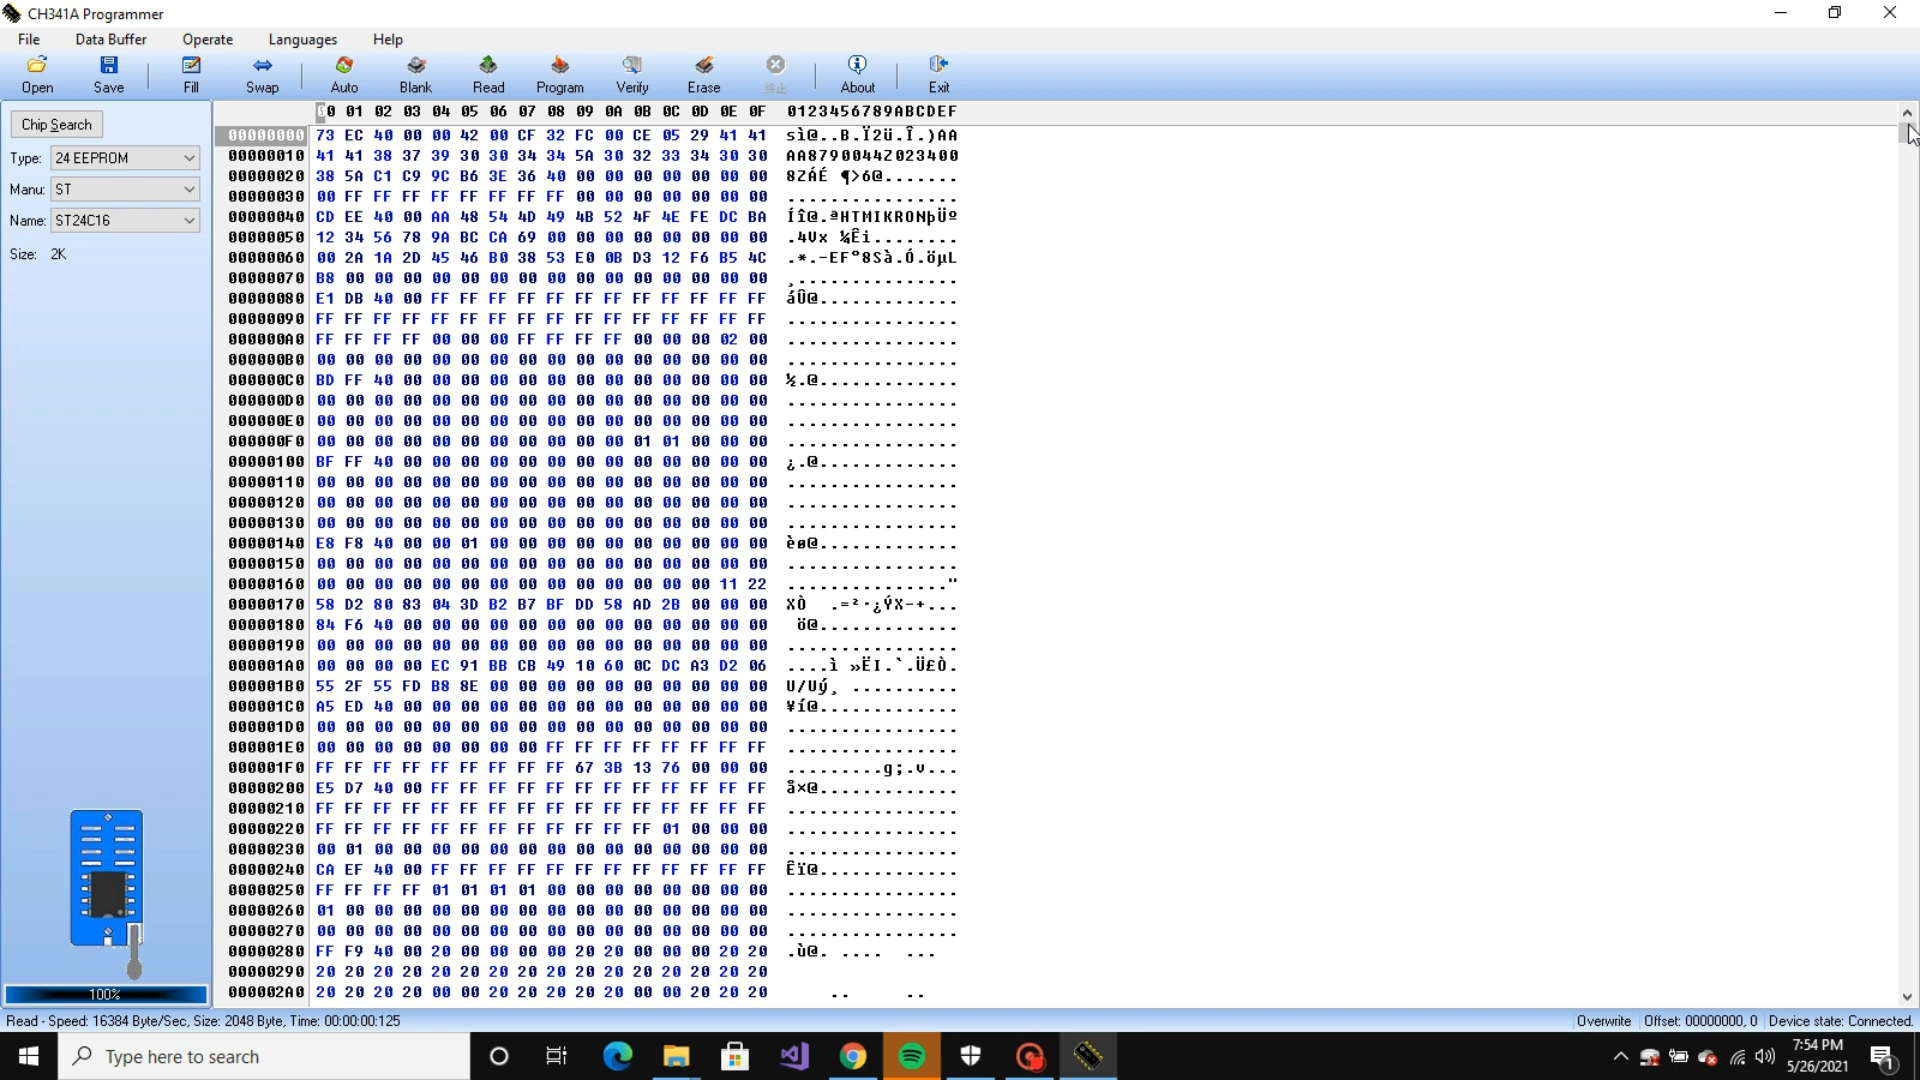 CH341A Programmer
File Data Buffer Operate Languages Help
Open Save Fill Swap Auto Blank Read Program Verify Erase 终止 About Exit
Chip Search
Type: 24 EEPROM
Manu: ST
Name: ST24C16
Size: 2K
100%
00 01 02 03 04 05 06 07 08 09 0A 0B 0C 0D 0E 0F 0123456789ABCDEF
00000000 73 EC 40 00 00 42 00 CF 32 FC 00 CE 05 29 41 41 sì@..B.Ï2ü.Î.)AA
00000010 41 41 38 37 39 30 30 34 34 5A 30 32 33 34 30 30 AA8790044Z023400
00000020 38 5A C1 C9 9C B6 3E 36 40 00 00 00 00 00 00 00 8ZÁÉ ¶>6@.......
00000030 00 FF FF FF FF FF FF FF FF 00 00 00 00 00 00 00 ................
00000040 CD EE 40 00 AA 48 54 4D 49 4B 52 4F 4E FE DC BA Íî@.ªHTMIKRONþÜº
00000050 12 34 56 78 9A BC CA 69 00 00 00 00 00 00 00 00 .4Vx ¼Êi........
00000060 00 2A 1A 2D 45 46 B0 38 53 E0 0B D3 12 F6 B5 4C .*.-EF°8Sà.Ó.öµL
00000070 B8 00 00 00 00 00 00 00 00 00 00 00 00 00 00 00 ¸...............
00000080 E1 DB 40 00 FF FF FF FF FF FF FF FF FF FF FF FF áÛ@.............
00000090 FF FF FF FF FF FF FF FF FF FF FF FF FF FF FF FF ................
000000A0 FF FF FF FF 00 00 00 FF FF FF FF 00 00 00 02 00 ................
000000B0 00 00 00 00 00 00 00 00 00 00 00 00 00 00 00 00 ................
000000C0 BD FF 40 00 00 00 00 00 00 00 00 00 00 00 00 00 ½.@.............
000000D0 00 00 00 00 00 00 00 00 00 00 00 00 00 00 00 00 ................
000000E0 00 00 00 00 00 00 00 00 00 00 00 00 00 00 00 00 ................
000000F0 00 00 00 00 00 00 00 00 00 00 00 01 01 00 00 00 ................
00000100 BF FF 40 00 00 00 00 00 00 00 00 00 00 00 00 00 ¿.@.............
00000110 00 00 00 00 00 00 00 00 00 00 00 00 00 00 00 00 ................
00000120 00 00 00 00 00 00 00 00 00 00 00 00 00 00 00 00 ................
00000130 00 00 00 00 00 00 00 00 00 00 00 00 00 00 00 00 ................
00000140 E8 F8 40 00 00 01 00 00 00 00 00 00 00 00 00 00 èø@.............
00000150 00 00 00 00 00 00 00 00 00 00 00 00 00 00 00 00 ................
00000160 00 00 00 00 00 00 00 00 00 00 00 00 00 00 11 22 ..............."
00000170 58 D2 80 83 04 3D B2 B7 BF DD 58 AD 2B 00 00 00 XÒ  .=²·¿ÝX-+...
00000180 84 F6 40 00 00 00 00 00 00 00 00 00 00 00 00 00  ö@.............
00000190 00 00 00 00 00 00 00 00 00 00 00 00 00 00 00 00 ................
000001A0 00 00 00 00 EC 91 BB CB 49 10 60 0C DC A3 D2 06 ....ì »ËI.`.Ü£Ò.
000001B0 55 2F 55 FD B8 8E 00 00 00 00 00 00 00 00 00 00 U/Uý¸ ..........
000001C0 A5 ED 40 00 00 00 00 00 00 00 00 00 00 00 00 00 ¥í@.............
000001D0 00 00 00 00 00 00 00 00 00 00 00 00 00 00 00 00 ................
000001E0 00 00 00 00 00 00 00 00 FF FF FF FF FF FF FF FF ................
000001F0 FF FF FF FF FF FF FF FF FF 67 3B 13 76 00 00 00 .........g;.v...
00000200 E5 D7 40 00 FF FF FF FF FF FF FF FF FF FF FF FF å×@.............
00000210 FF FF FF FF FF FF FF FF FF FF FF FF FF FF FF FF ................
00000220 FF FF FF FF FF FF FF FF FF FF FF FF 01 00 00 00 ................
00000230 00 01 00 00 00 00 00 00 00 00 00 00 00 00 00 00 ................
00000240 CA EF 40 00 FF FF FF FF FF FF FF FF FF FF FF FF Êï@.............
00000250 FF FF FF FF 01 01 01 01 00 00 00 00 00 00 00 00 ................
00000260 01 00 00 00 00 00 00 00 00 00 00 00 00 00 00 00 ................
00000270 00 00 00 00 00 00 00 00 00 00 00 00 00 00 00 00 ................
00000280 FF F9 40 00 20 00 00 00 00 20 20 00 00 00 20 20 .ù@. ....  ...
00000290 20 20 20 20 20 20 20 20 20 20 20 20 20 20 20 20
000002A0 20 20 20 20 00 00 20 20 20 20 20 00 00 20 20 20     ..     ..
Read - Speed: 16384 Byte/Sec, Size: 2048 Byte, Time: 00:00:00:125 Overwrite Offset: 00000000, 0 Device state: Connected.
Type here to search 7:54 PM
5/26/2021 1